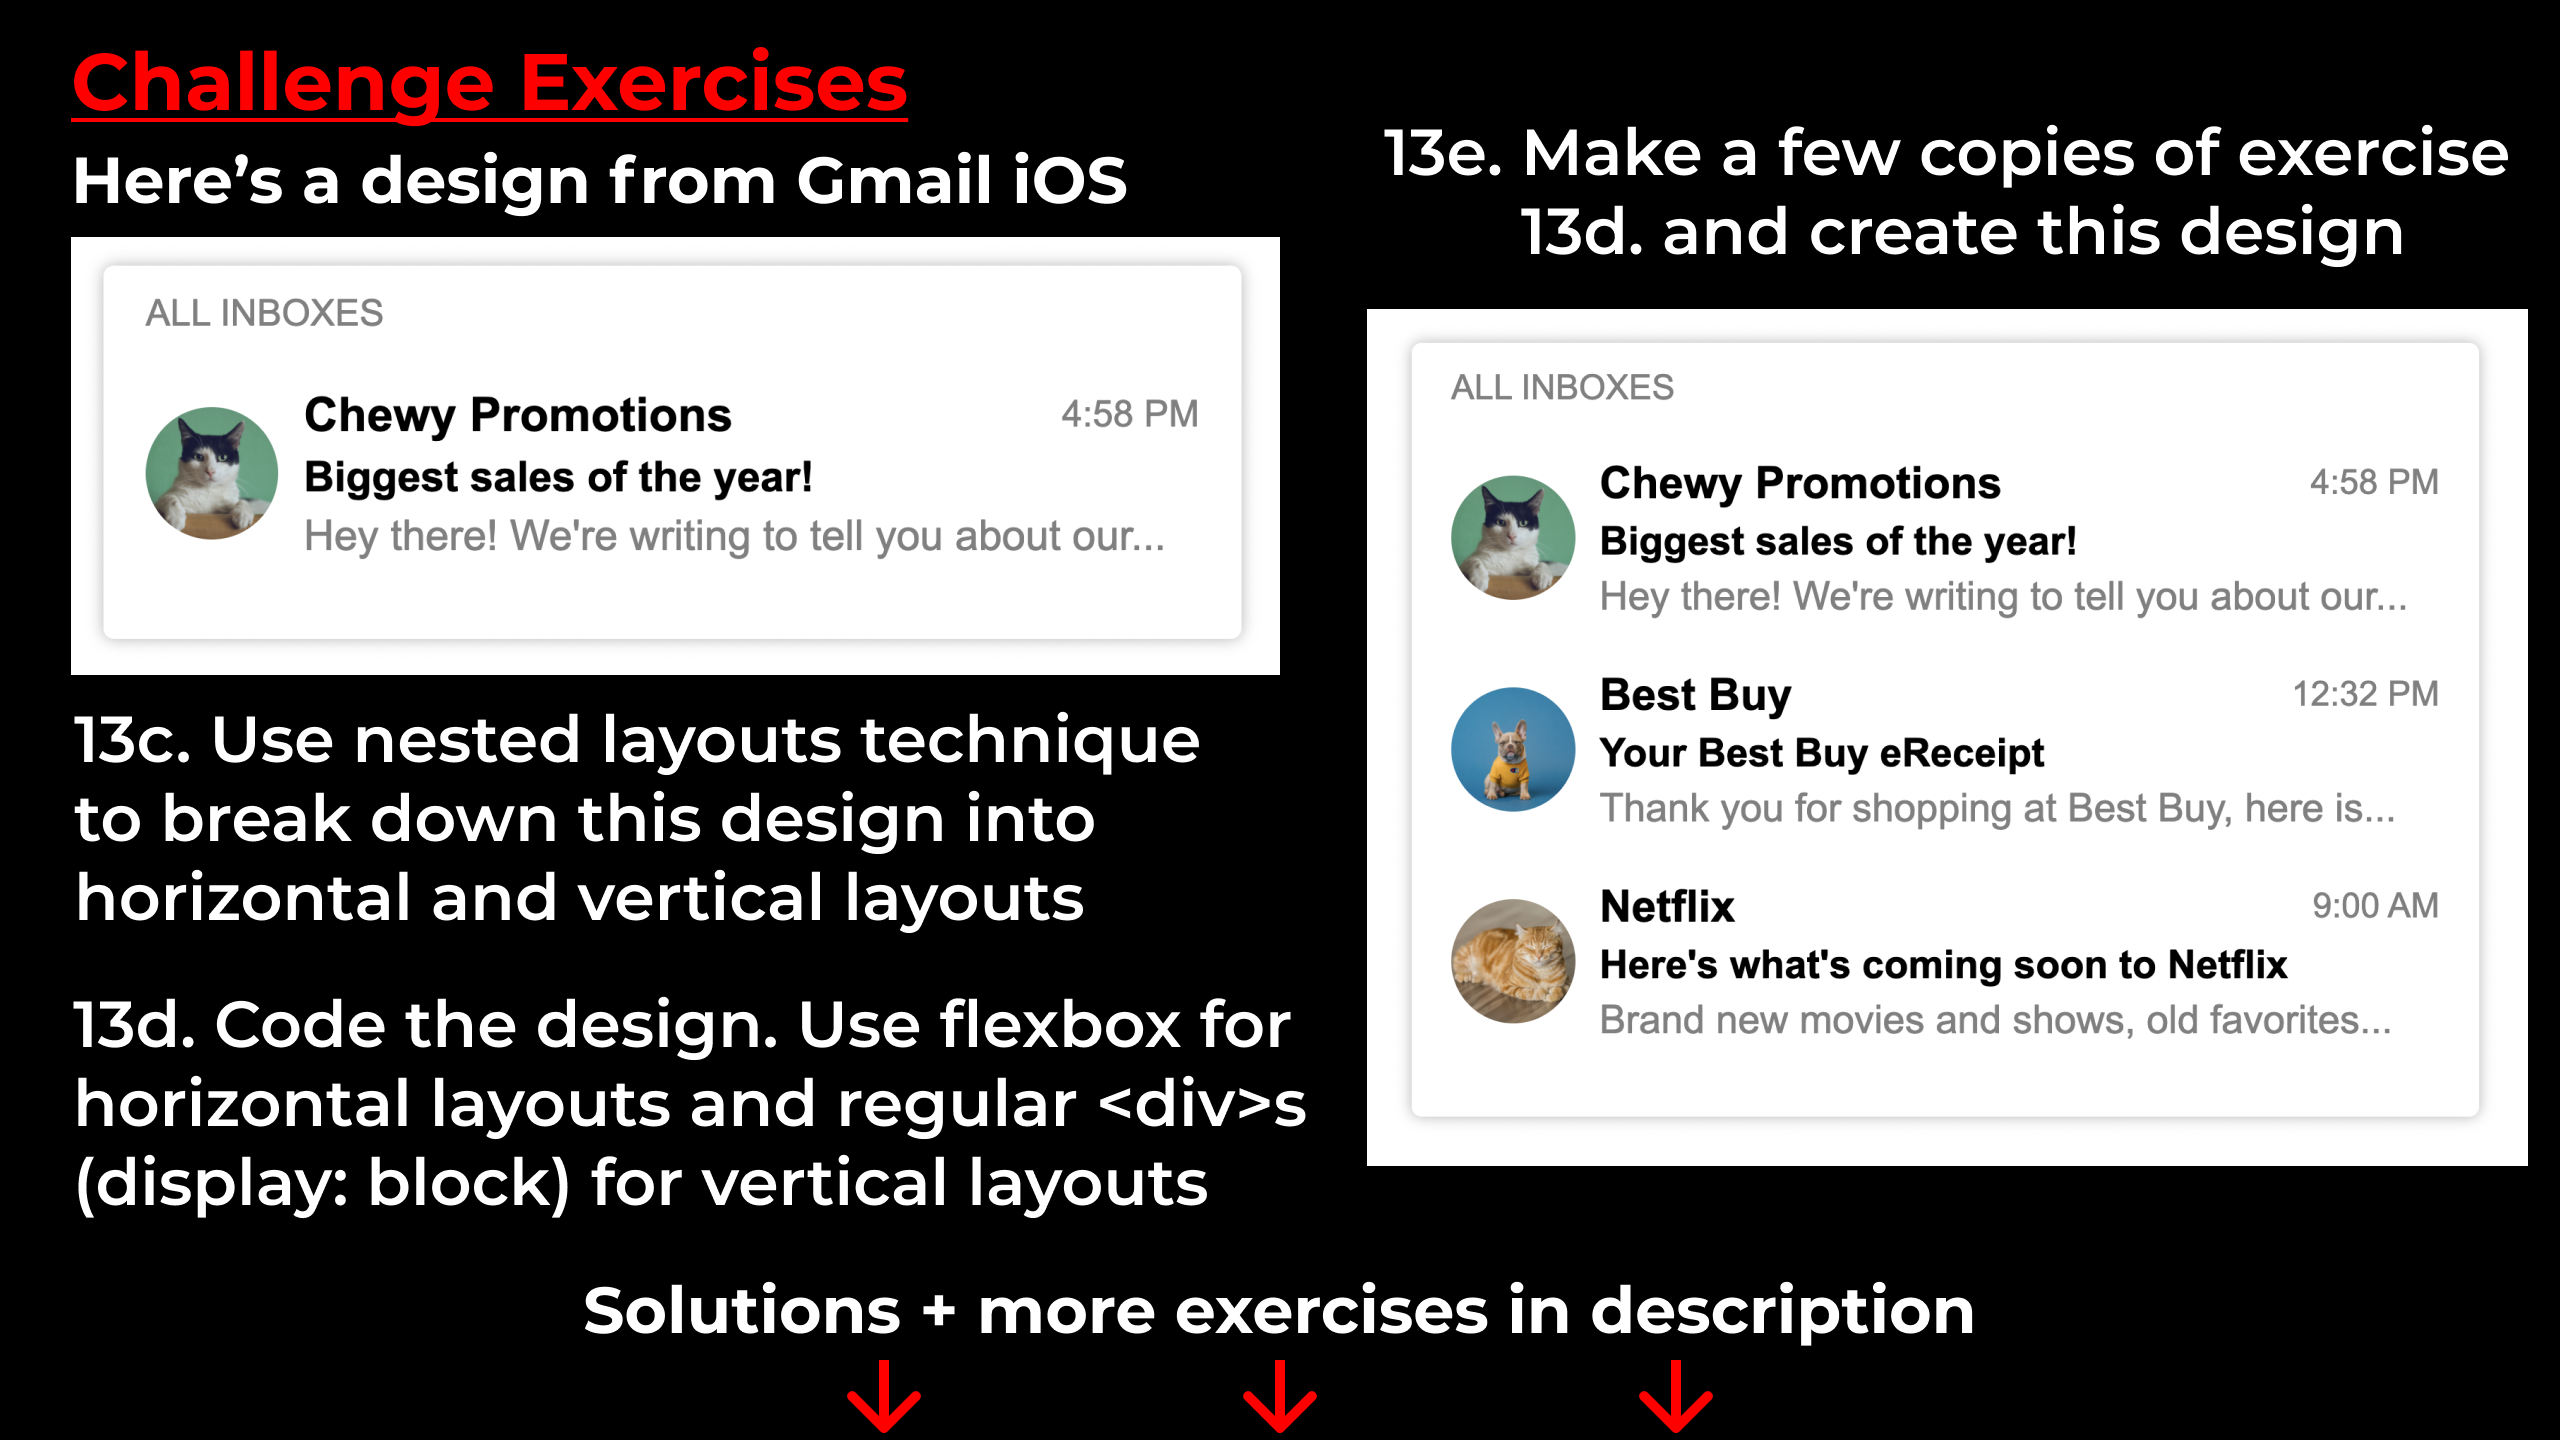 Challenge Exercises
Here’s a design from Gmail iOS
ALL INBOXES
Chewy Promotions
4:58 PM
Biggest sales of the year!
Hey there! We're writing to tell you about our...
13c. Use nested layouts technique
to break down this design into
horizontal and vertical layouts
13d. Code the design. Use flexbox for
horizontal layouts and regular <div>s
(display: block) for vertical layouts
13e. Make a few copies of exercise
13d. and create this design
ALL INBOXES
Chewy Promotions
4:58 PM
Biggest sales of the year!
Hey there! We're writing to tell you about our...
Best Buy
12:32 PM
Your Best Buy eReceipt
Thank you for shopping at Best Buy, here is...
Netflix
9:00 AM
Here's what's coming soon to Netflix
Brand new movies and shows, old favorites...
Solutions + more exercises in description